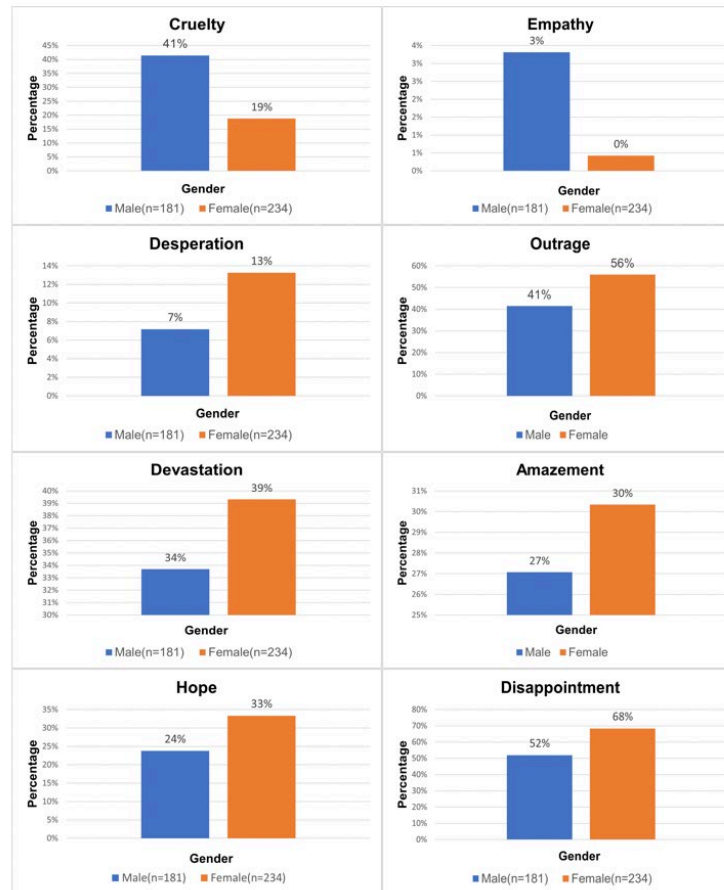 Cruelty
45%
40%
35%
30%
25%
20%
15%
10%
5%
0%
Percentage
41%
19%
Gender
Male(n=181) Female(n=234)
Empathy
4%
3%
3%
2%
2%
1%
1%
0%
Percentage
3%
0%
Gender
Male(n=181) Female(n=234)
Desperation
14%
12%
10%
8%
6%
4%
2%
0%
Percentage
7%
13%
Gender
Male(n=181) Female(n=234)
Outrage
60%
50%
40%
30%
20%
10%
0%
Percentage
41%
56%
Gender
Male Female
Devastation
40%
39%
38%
37%
36%
35%
34%
33%
32%
31%
30%
Percentage
34%
39%
Gender
Male(n=181) Female(n=234)
Amazement
31%
30%
29%
28%
27%
26%
25%
Percentage
27%
30%
Gender
Male Female
Hope
35%
30%
25%
20%
15%
10%
5%
0%
Percentage
24%
33%
Gender
Male(n=181) Female(n=234)
Disappointment
80%
70%
60%
50%
40%
30%
20%
10%
0%
Percentage
52%
68%
Gender
Male(n=181) Female(n=234)